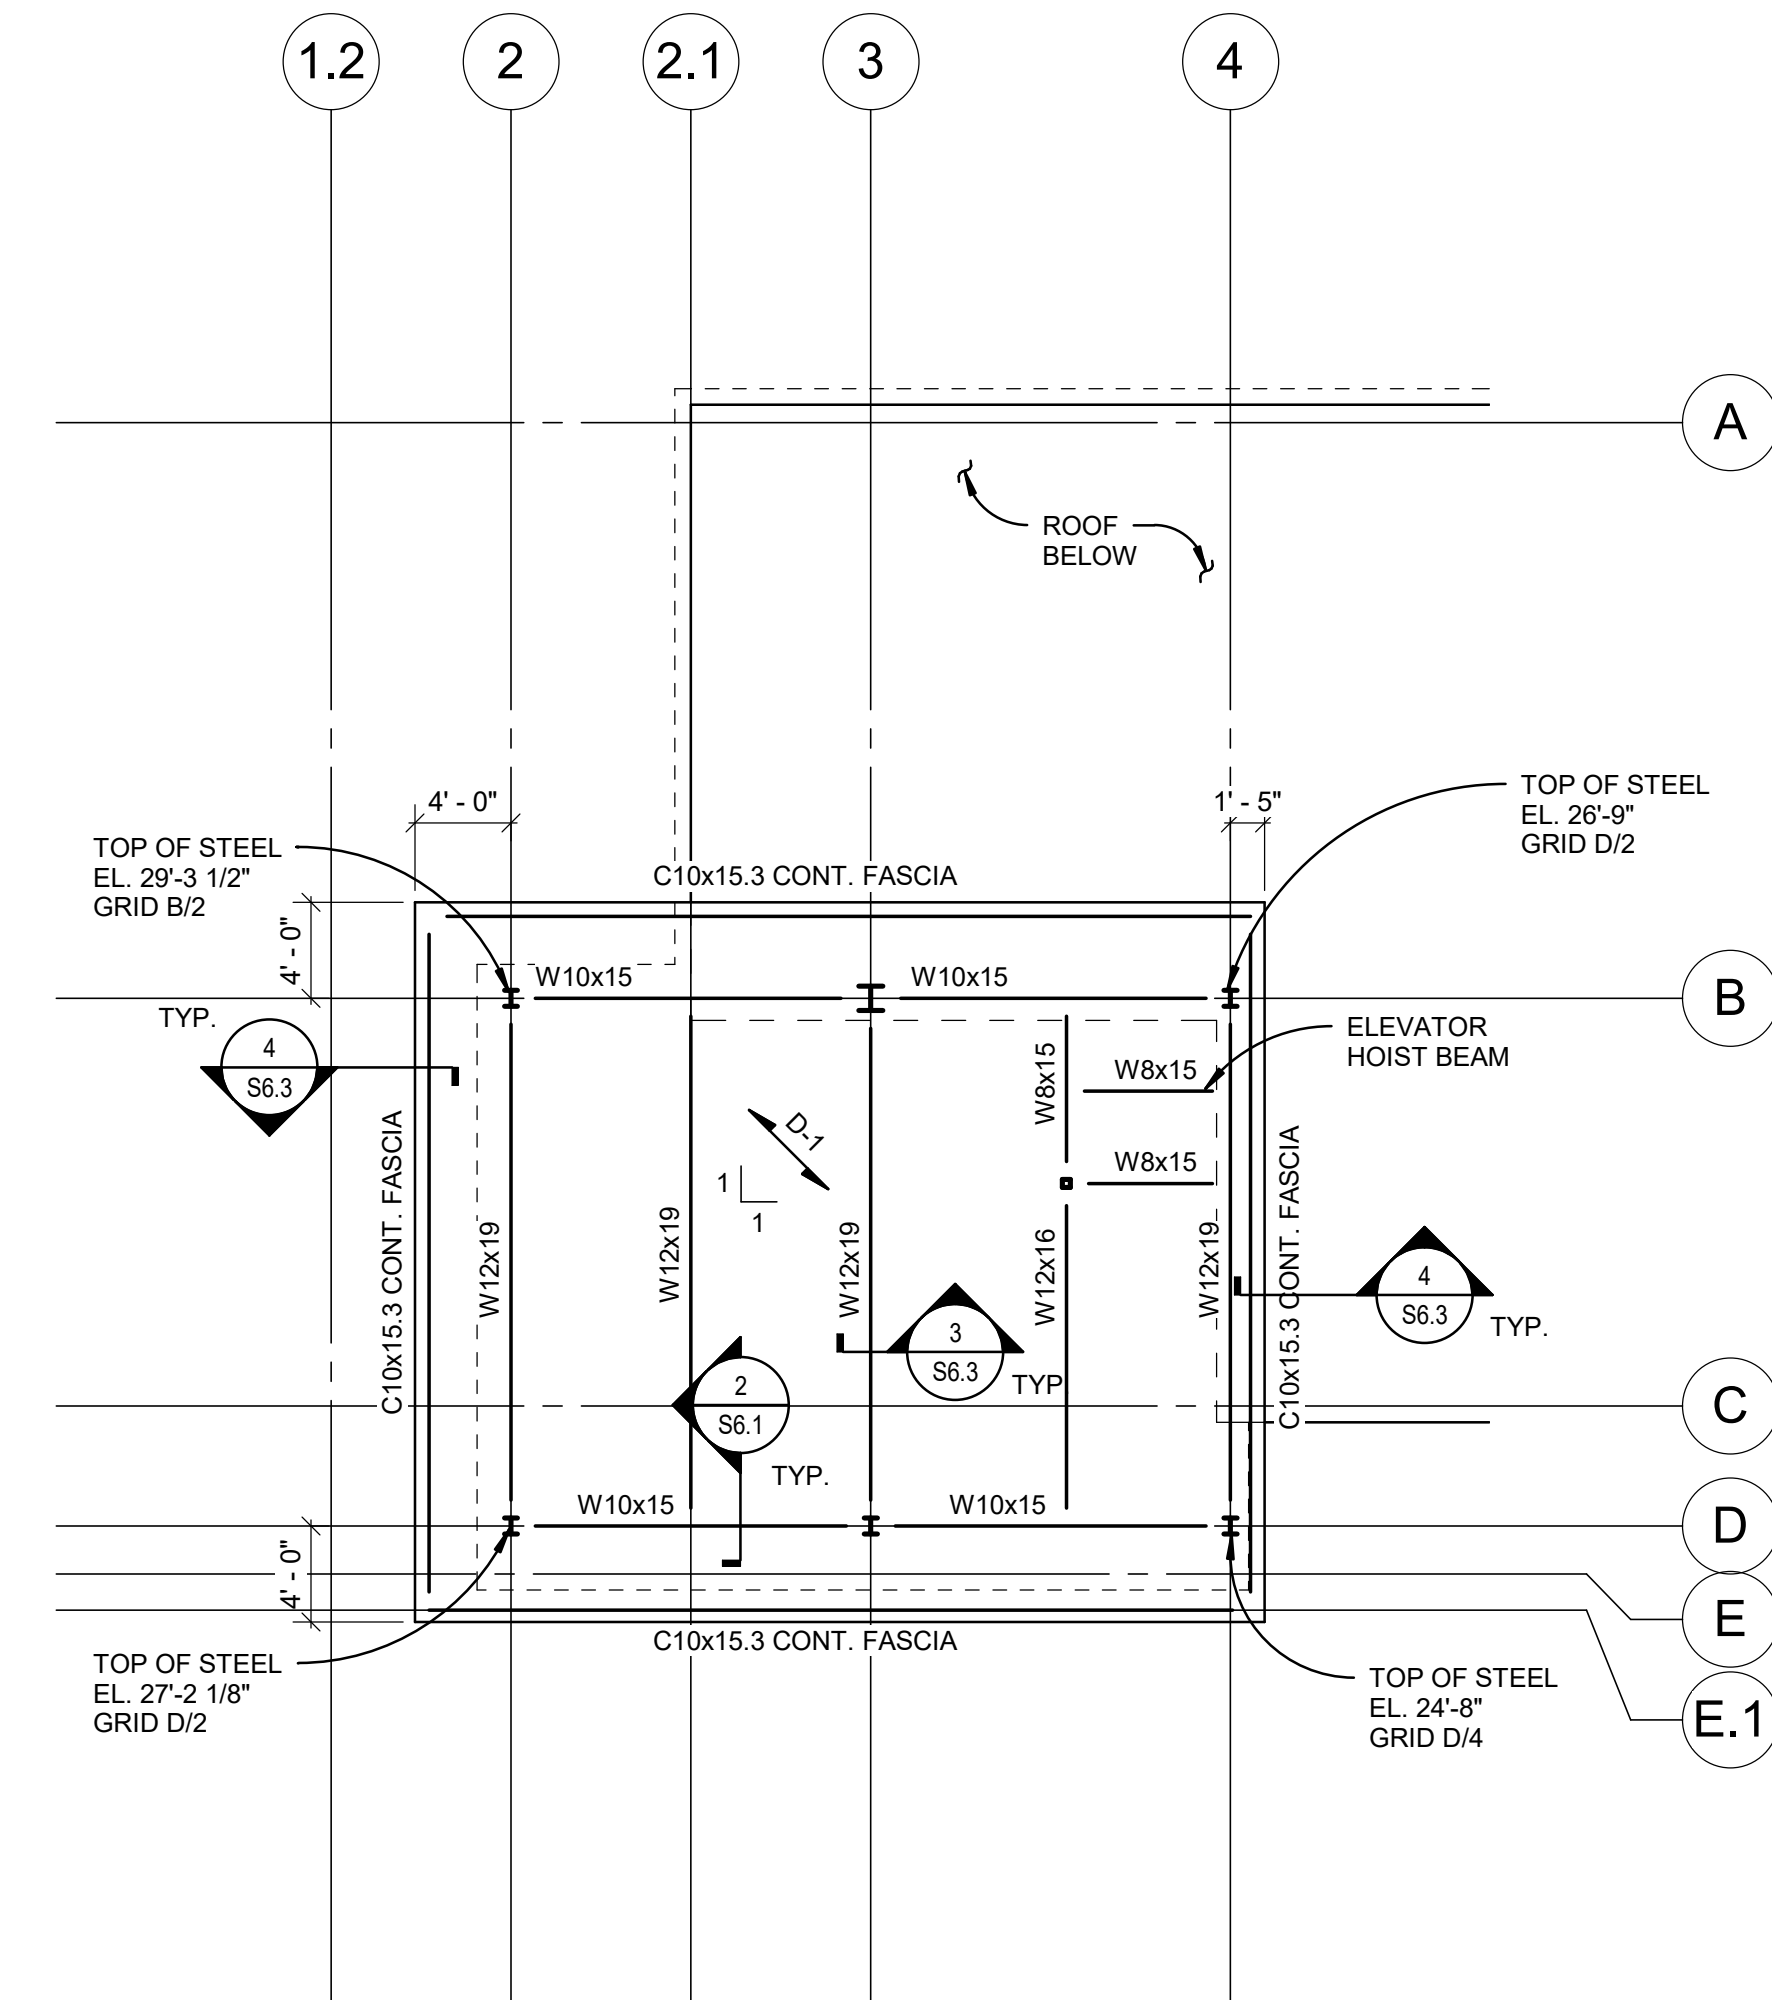 1.2
2
2.1
3
4
A
ROOF
BELOW
4' - 0"
1' - 5"
TOP OF STEEL
EL. 26'-9"
GRID D/2
TOP OF STEEL
EL. 29'-3 1/2"
GRID B/2
C10x15.3 CONT. FASCIA
4' - 0"
W10x15
W10x15
B
TYP.
4
S6.3
ELEVATOR
HOIST BEAM
W8x15
W8x15
D-1
W8x15
1
1
C10x15.3 CONT. FASCIA
W12x19
W12x19
W12x19
W12x16
W12x19
C10x15.3 CONT. FASCIA
4
S6.3
TYP.
3
S6.3
TYP
2
S6.1
TYP.
C
W10x15
W10x15
D
4' - 0"
E
C10x15.3 CONT. FASCIA
TOP OF STEEL
EL. 27'-2 1/8"
GRID D/2
TOP OF STEEL
EL. 24'-8"
GRID D/4
E.1